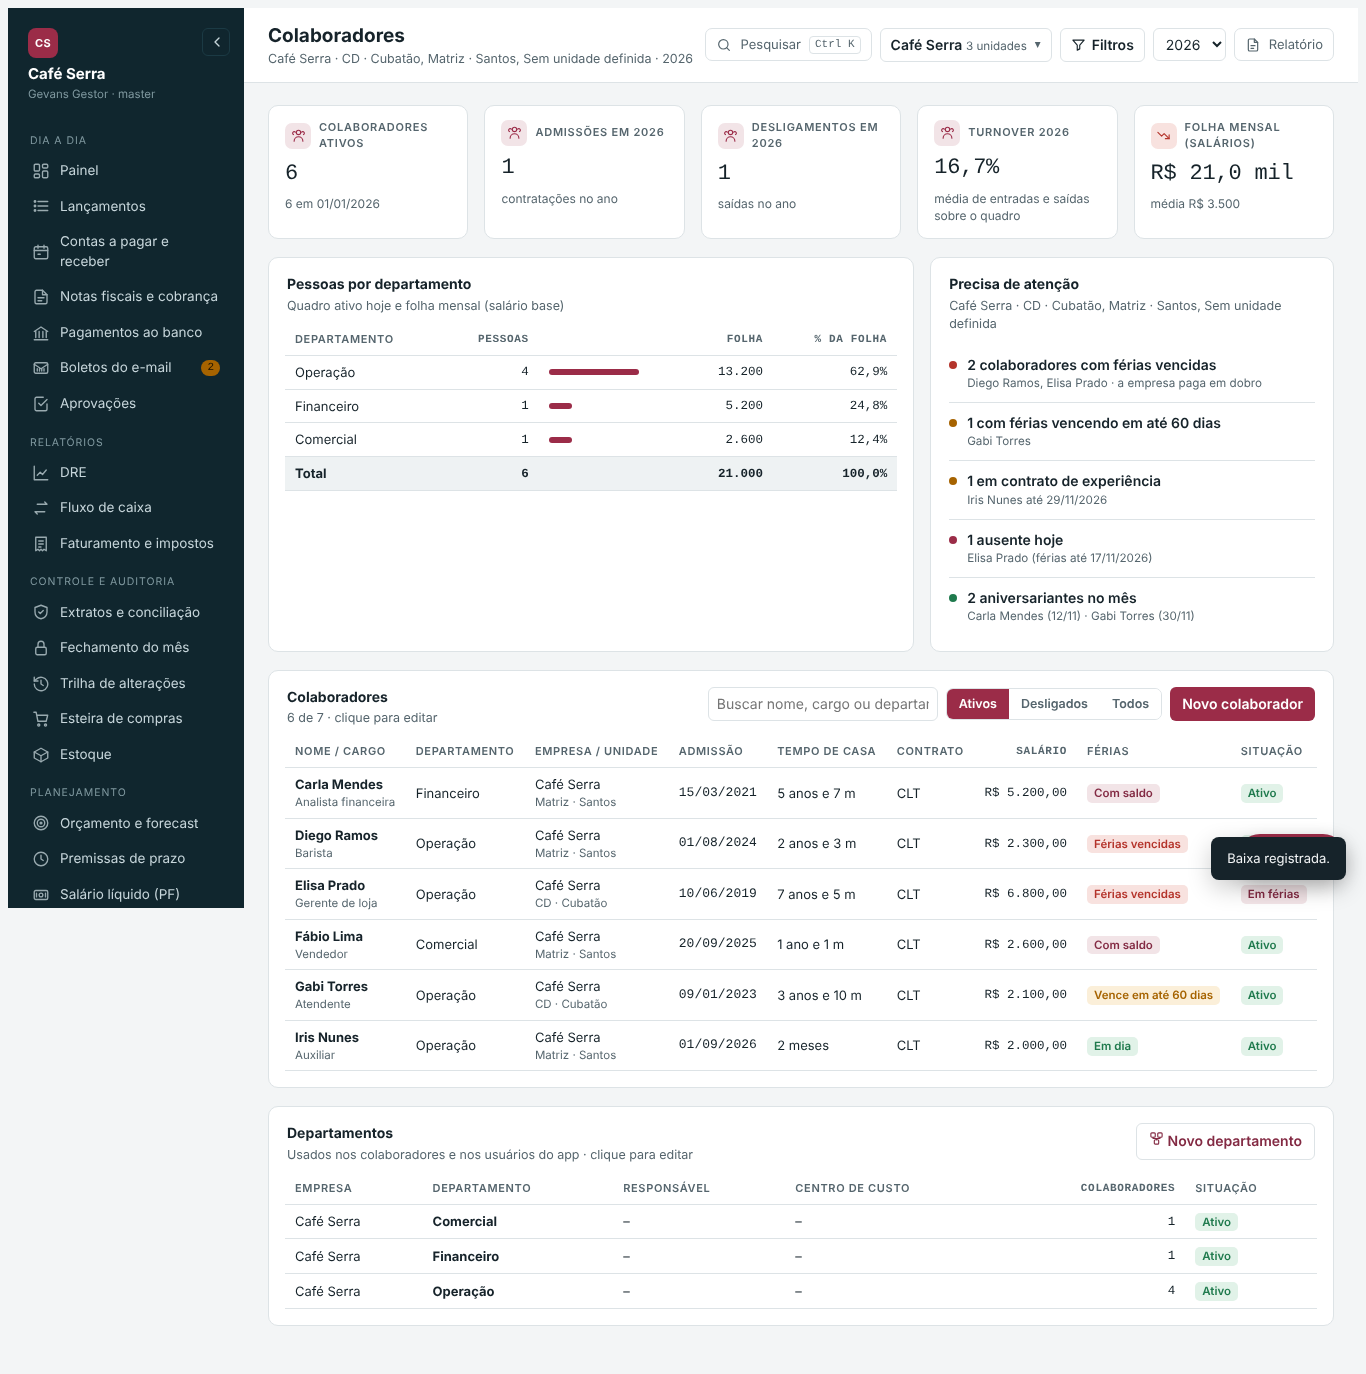 CS
Café Serra
Gevans Gestor · master
DIA A DIA
Painel
Lançamentos
Contas a pagar e
receber
Notas fiscais e cobrança
Pagamentos ao banco
Boletos do e-mail 2
Aprovações
RELATÓRIOS
DRE
Fluxo de caixa
Faturamento e impostos
CONTROLE E AUDITORIA
Extratos e conciliação
Fechamento do mês
Trilha de alterações
Esteira de compras
Estoque
PLANEJAMENTO
Orçamento e forecast
Premissas de prazo
Salário líquido (PF)
Colaboradores
Café Serra · CD · Cubatão, Matriz · Santos, Sem unidade definida · 2026
Pesquisar Ctrl K
Café Serra 3 unidades
Filtros
2026
Relatório
COLABORADORES
ATIVOS
6
6 em 01/01/2026
ADMISSÕES EM 2026
1
contratações no ano
DESLIGAMENTOS EM
2026
1
saídas no ano
TURNOVER 2026
16,7%
média de entradas e saídas
sobre o quadro
FOLHA MENSAL
(SALÁRIOS)
R$ 21,0 mil
média R$ 3.500
Pessoas por departamento
Quadro ativo hoje e folha mensal (salário base)
DEPARTAMENTO PESSOAS FOLHA % DA FOLHA
Operação 4 13.200 62,9%
Financeiro 1 5.200 24,8%
Comercial 1 2.600 12,4%
Total 6 21.000 100,0%
Precisa de atenção
Café Serra · CD · Cubatão, Matriz · Santos, Sem unidade
definida
2 colaboradores com férias vencidas
Diego Ramos, Elisa Prado · a empresa paga em dobro
1 com férias vencendo em até 60 dias
Gabi Torres
1 em contrato de experiência
Iris Nunes até 29/11/2026
1 ausente hoje
Elisa Prado (férias até 17/11/2026)
2 aniversariantes no mês
Carla Mendes (12/11) · Gabi Torres (30/11)
Colaboradores
6 de 7 · clique para editar
Buscar nome, cargo ou departar
Ativos Desligados Todos
Novo colaborador
NOME / CARGO DEPARTAMENTO EMPRESA / UNIDADE ADMISSÃO TEMPO DE CASA CONTRATO SALÁRIO FÉRIAS SITUAÇÃO
Carla Mendes Financeiro Café Serra 15/03/2021 5 anos e 7 m CLT R$ 5.200,00 Com saldo Ativo
Analista financeira Matriz · Santos
Diego Ramos Operação Café Serra 01/08/2024 2 anos e 3 m CLT R$ 2.300,00 Férias vencidas
Barista Matriz · Santos
Baixa registrada.
Elisa Prado Operação Café Serra 10/06/2019 7 anos e 5 m CLT R$ 6.800,00 Férias vencidas Em férias
Gerente de loja CD · Cubatão
Fábio Lima Comercial Café Serra 20/09/2025 1 ano e 1 m CLT R$ 2.600,00 Com saldo Ativo
Vendedor Matriz · Santos
Gabi Torres Operação Café Serra 09/01/2023 3 anos e 10 m CLT R$ 2.100,00 Vence em até 60 dias Ativo
Atendente CD · Cubatão
Iris Nunes Operação Café Serra 01/09/2026 2 meses CLT R$ 2.000,00 Em dia Ativo
Auxiliar Matriz · Santos
Departamentos
Usados nos colaboradores e nos usuários do app · clique para editar
Novo departamento
EMPRESA DEPARTAMENTO RESPONSÁVEL CENTRO DE CUSTO COLABORADORES SITUAÇÃO
Café Serra Comercial – – 1 Ativo
Café Serra Financeiro – – 1 Ativo
Café Serra Operação – – 4 Ativo